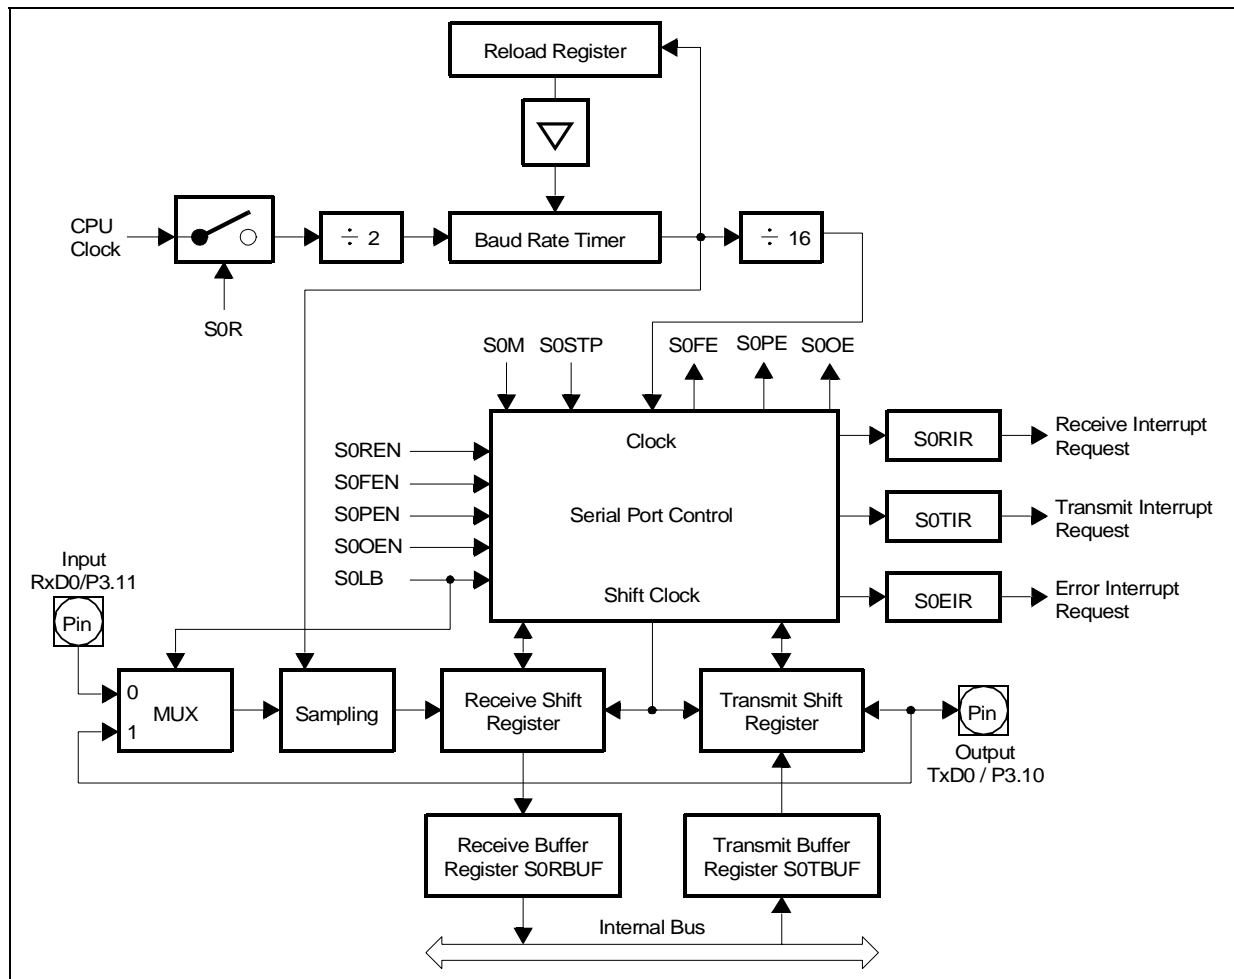 Reload Register
CPU
Clock
÷ 2
Baud Rate Timer
÷ 16
S0R
S0M
S0STP
S0FE
S0PE
S0OE
Clock
S0REN
S0FEN
S0PEN
S0OEN
S0LB
Serial Port Control
Shift Clock
S0RIR
Receive Interrupt
Request
S0TIR
Transmit Interrupt
Request
S0EIR
Error Interrupt
Request
Input
RxD0/P3.11
Pin
0
MUX
1
Sampling
Receive Shift
Register
Transmit Shift
Register
Pin
Output
TxD0 / P3.10
Receive Buffer
Register S0RBUF
Transmit Buffer
Register S0TBUF
Internal Bus